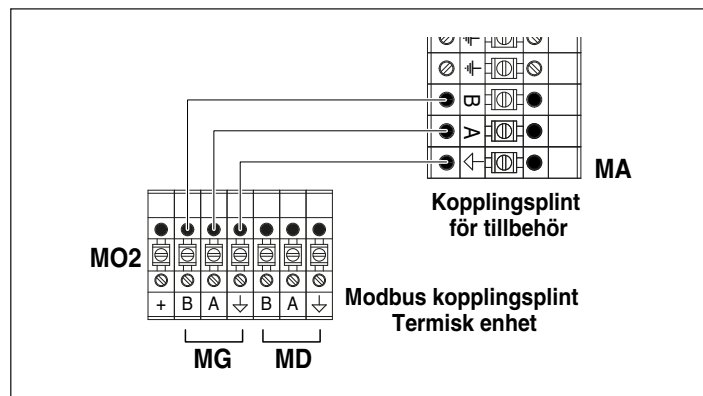 B
A
MA
Kopplingsplint
för tillbehör
MO2
+ B A B A
Modbus kopplingsplint
Termisk enhet
MG MD